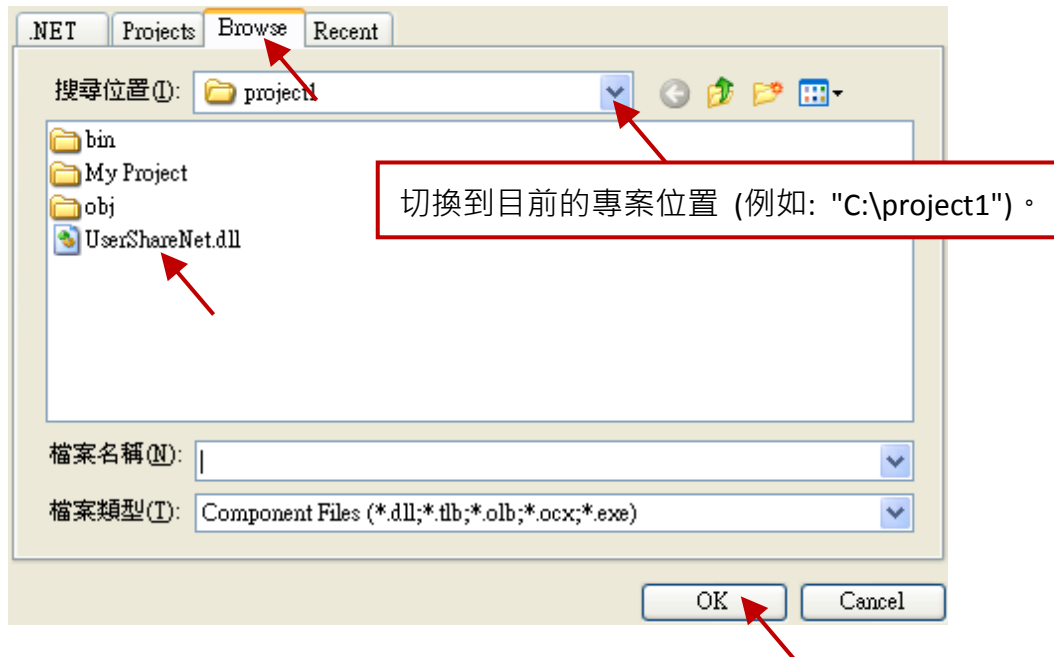 .NET Projects Browse Recent
搜尋位置(I): project1
bin
My Project
obj
UserShareNet.dll
切換到目前的專案位置 (例如: "C:\project1")。
檔案名稱(N):
檔案類型(T): Component Files (*.dll;*.tlb;*.olb;*.ocx;*.exe)
OK Cancel